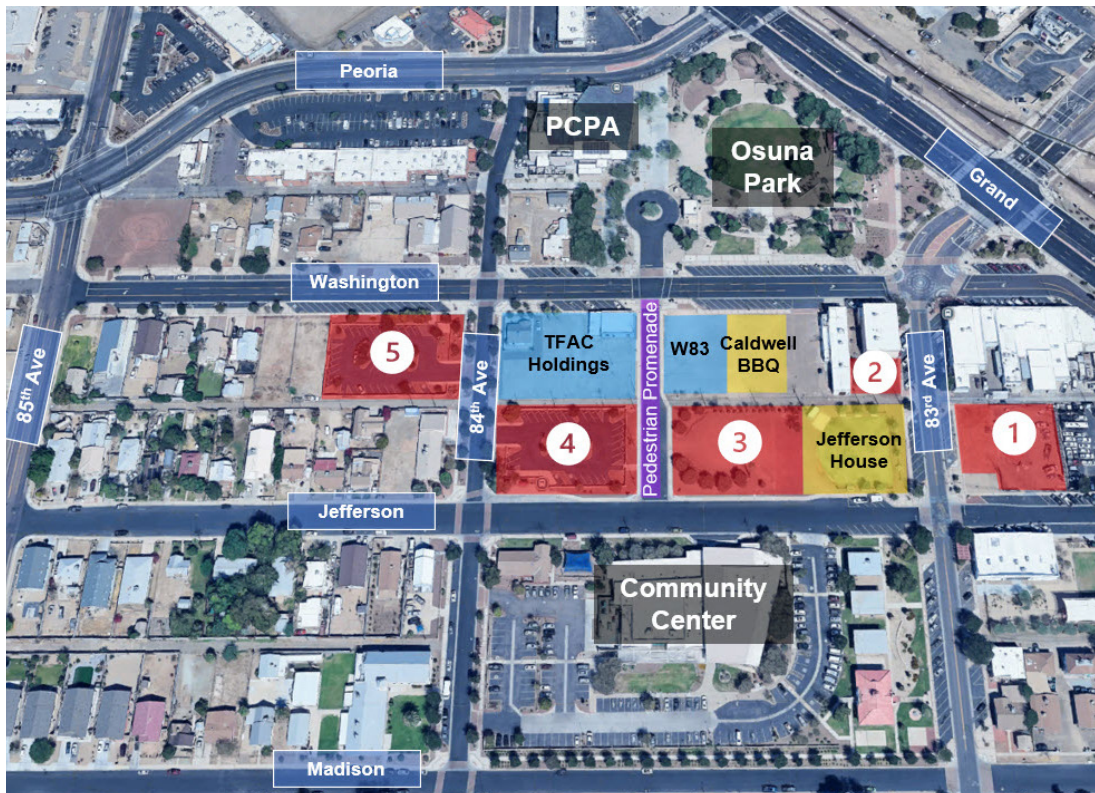 Peoria
PCPA
Osuna
Park
Grand
Washington
85th Ave
5
84th Ave
TFAC
Holdings
Pedestrian Promenade
W83
Caldwell
BBQ
2
83rd Ave
4
3
Jefferson
House
1
Jefferson
Community
Center
Madison